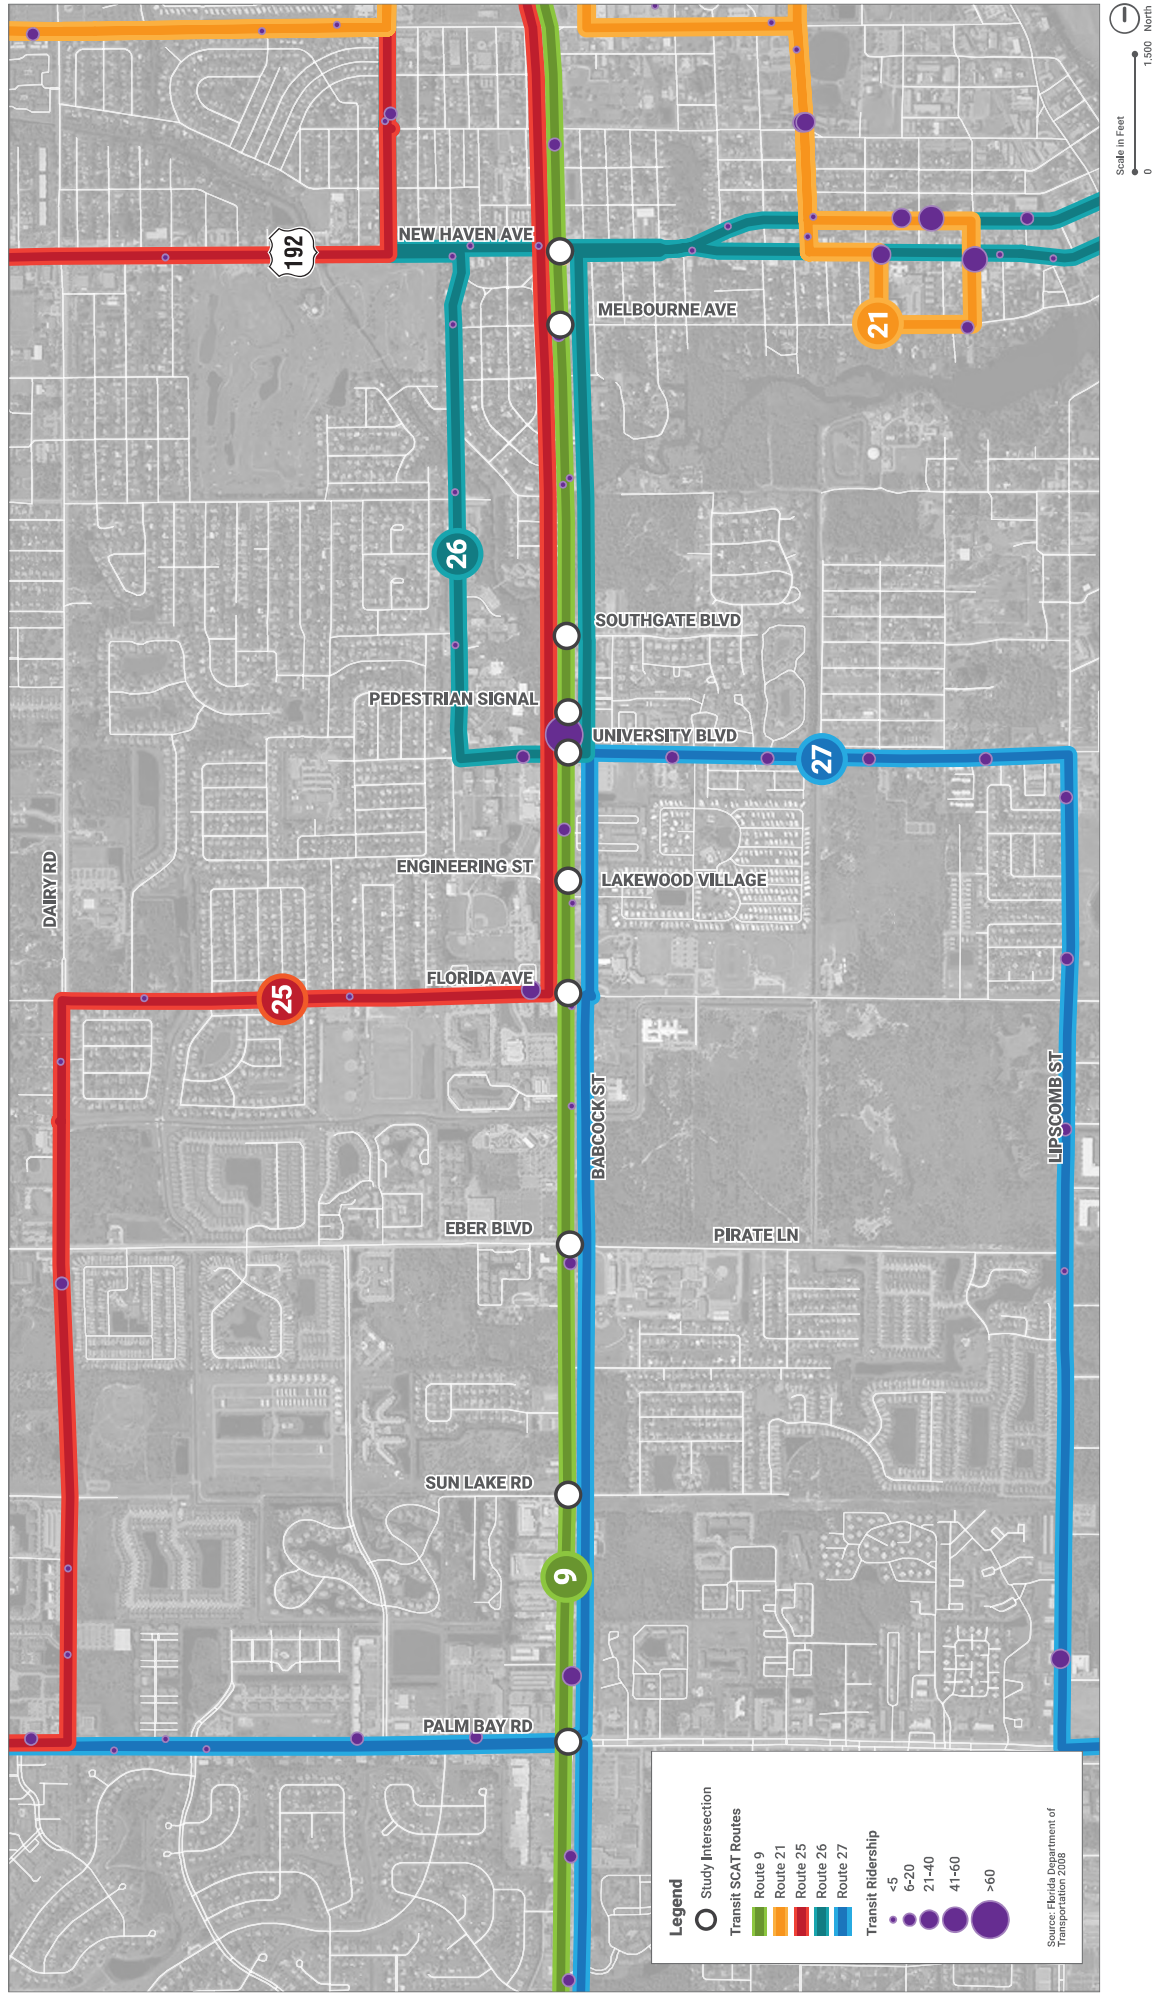 North
Scale in Feet
0
1,500
192
NEW HAVEN AVE
MELBOURNE AVE
21
26
SOUTHGATE BLVD
PEDESTRIAN SIGNAL
UNIVERSITY BLVD
27
DAIRY RD
ENGINEERING ST
LAKEWOOD VILLAGE
25
FLORIDA AVE
BABCOCK ST
LIPSCOMB ST
EBER BLVD
PIRATE LN
SUN LAKE RD
9
PALM BAY RD
Legend
Study Intersection
Transit SCAT Routes
Route 9
Route 21
Route 25
Route 26
Route 27
Transit Ridership
<5
6-20
21-40
41-60
>60
Source: Florida Department of
Transportation 2008